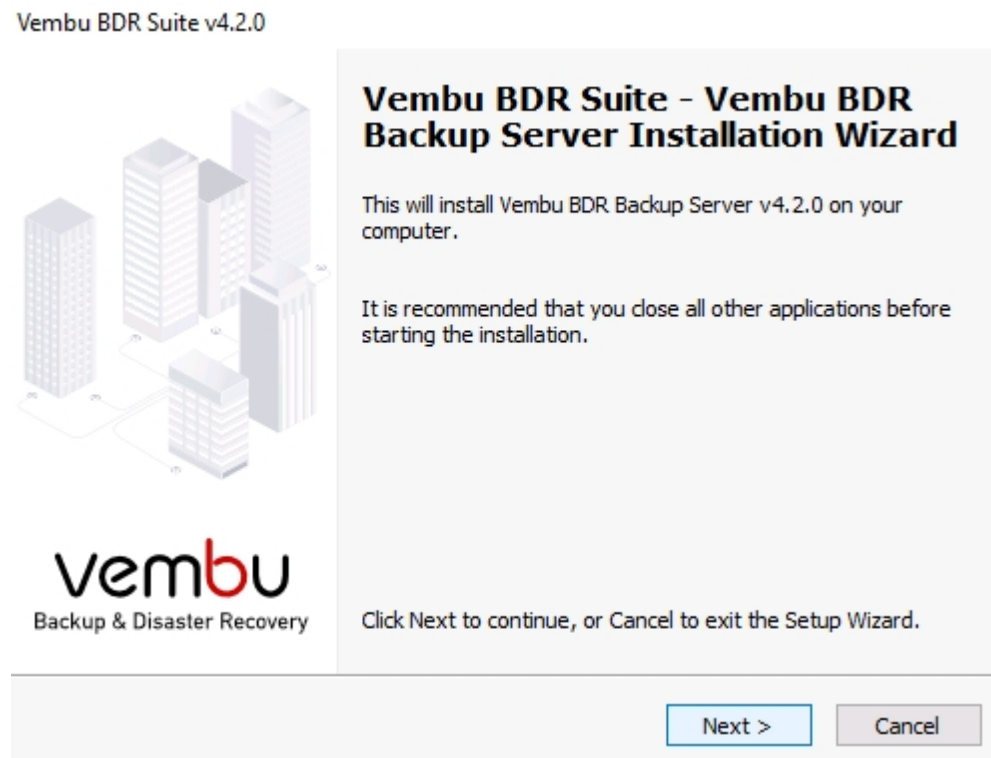 Vembu BDR Suite v4.2.0
Vembu BDR Suite - Vembu BDR
Backup Server Installation Wizard
This will install Vembu BDR Backup Server v4.2.0 on your
computer.
It is recommended that you close all other applications before
starting the installation.
vembu
Backup & Disaster Recovery
Click Next to continue, or Cancel to exit the Setup Wizard.
Next >
Cancel